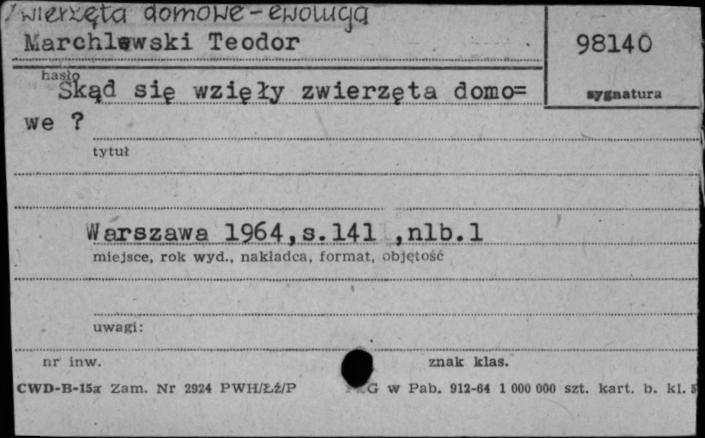 Zwierzęta domowe - ewolucja
Marchlewski Teodor
98140
hasło
sygnatura
Skąd się wzięły zwierzęta domo=
we ?
tytuł
Warszawa 1964,s.141 ,nlb.1
miejsce, rok wyd., nakładca, format, objętość
uwagi:
nr inw.
znak klas.
CWD-B-15a Zam. Nr 2924 PWH/Łź/P
w Pab. 912-64 1 000 000 szt. kart. b. kl.